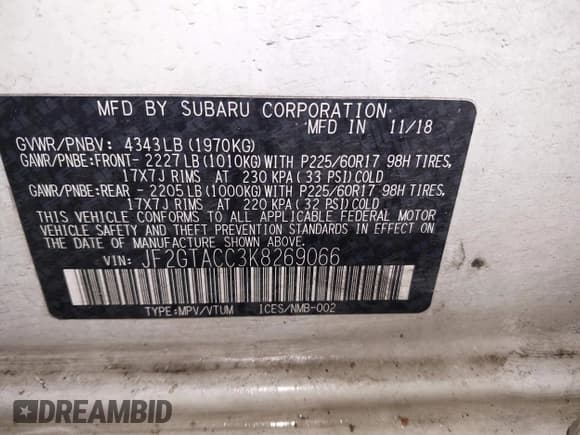 MFD BY SUBARU CORPORATION
MFD IN 11/18
GVWR/PNBV: 4343LB(1970KG)
GAWR/PNBE:FRONT- 2227LB(1010KG)WITH P225/60R17 98H TIRES,
17X7J RIMS AT 230 KPA(33 PSI)COLD
GAWR/PNBE:REAR - 2205LB(1000KG)WITH P225/60R17 98H TIRES,
17X7J RIMS AT 220 KPA(32 PSI)COLD
THIS VEHICLE CONFORMS TO ALL APPLICABLE FEDERAL MOTOR
VEHICLE SAFETY AND THEFT PREVENTION STANDARDS IN EFFECT ON
THE DATE OF MANUFACTURE SHOWN ABOVE.
VIN: JF2GTACC3K8269066
TYPE:MPV/VTUM ICES/NMB-002
DREAMBID